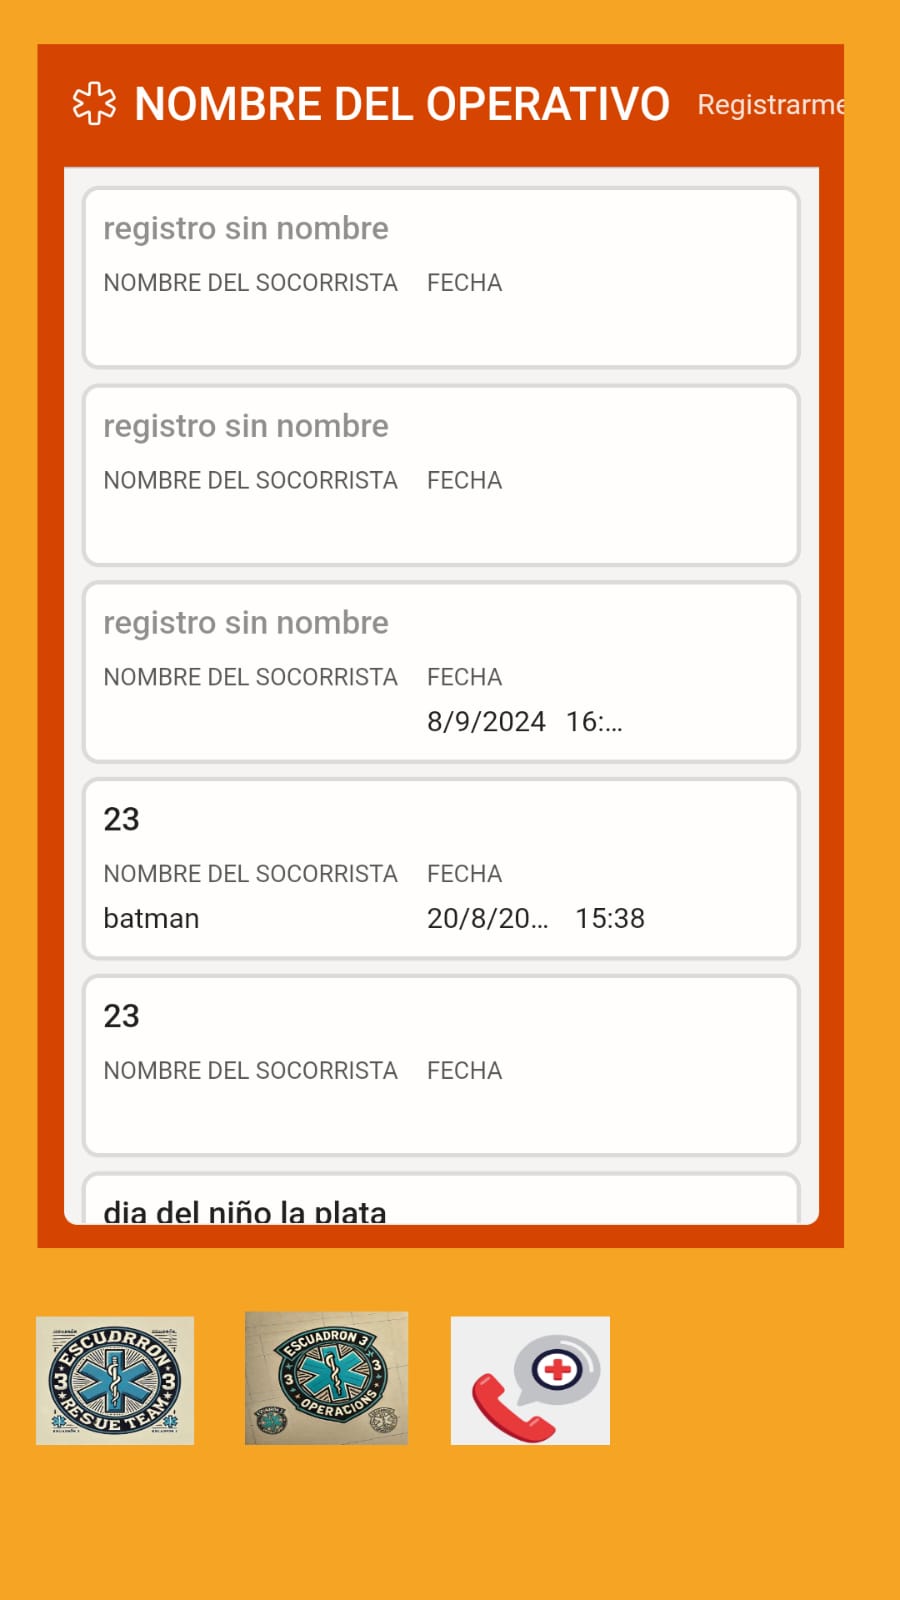 NOMBRE DEL OPERATIVO Registrarme
registro sin nombre
NOMBRE DEL SOCORRISTA FECHA
registro sin nombre
NOMBRE DEL SOCORRISTA FECHA
registro sin nombre
NOMBRE DEL SOCORRISTA FECHA
8/9/2024 16:...
23
NOMBRE DEL SOCORRISTA FECHA
batman 20/8/20... 15:38
23
NOMBRE DEL SOCORRISTA FECHA
dia del niño la plata
ESCUDRRON
3 3
RESUE TEAM
ESCUADRON 3
3 3
OPERACIONS